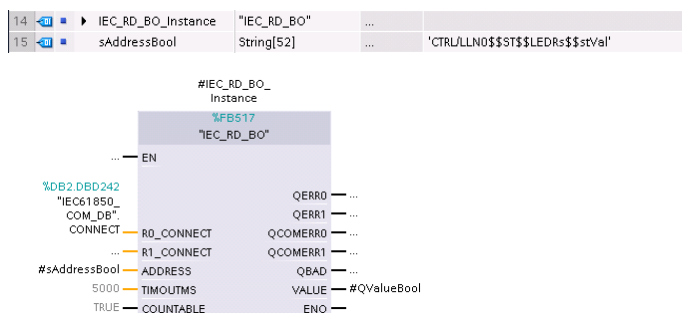 14 IEC_RD_BO_Instance "IEC_RD_BO" ...
15 sAddressBool String[52] ... 'CTRL/LLN0$$ST$$LEDRs$$stVal'
#IEC_RD_BO_
Instance
%FB517
"IEC_RD_BO"
... EN
%DB2.DBD242
"IEC61850_
COM_DB".
CONNECT R0_CONNECT
... R1_CONNECT
#sAddressBool ADDRESS
5000 TIMOUTMS
TRUE COUNTABLE
QERR0 ...
QERR1 ...
QCOMERR0 ...
QCOMERR1 ...
QBAD ...
VALUE #QValueBool
ENO